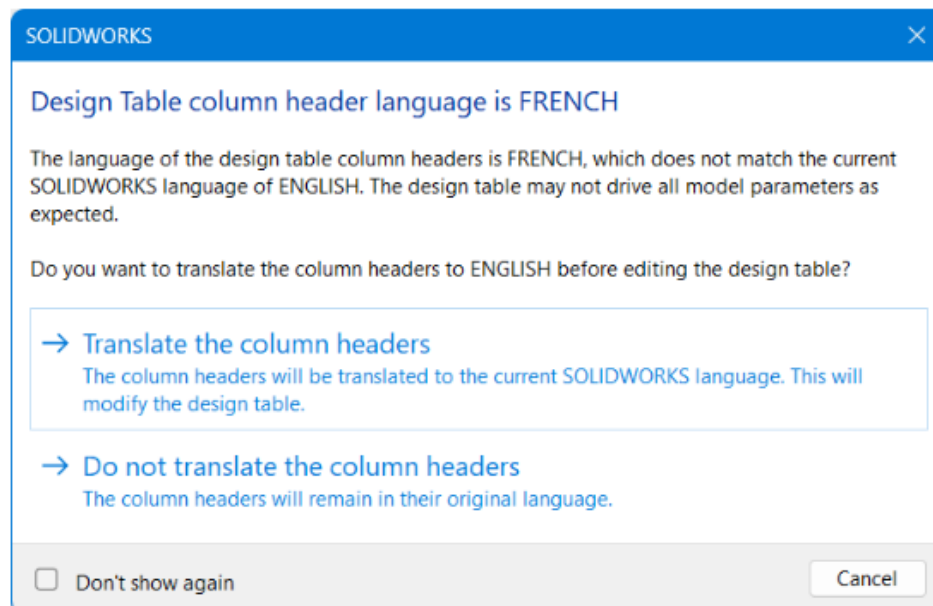 SOLIDWORKS
Design Table column header language is FRENCH
The language of the design table column headers is FRENCH, which does not match the current
SOLIDWORKS language of ENGLISH. The design table may not drive all model parameters as
expected.
Do you want to translate the column headers to ENGLISH before editing the design table?
→ Translate the column headers
The column headers will be translated to the current SOLIDWORKS language. This will
modify the design table.
→ Do not translate the column headers
The column headers will remain in their original language.
Don't show again
Cancel